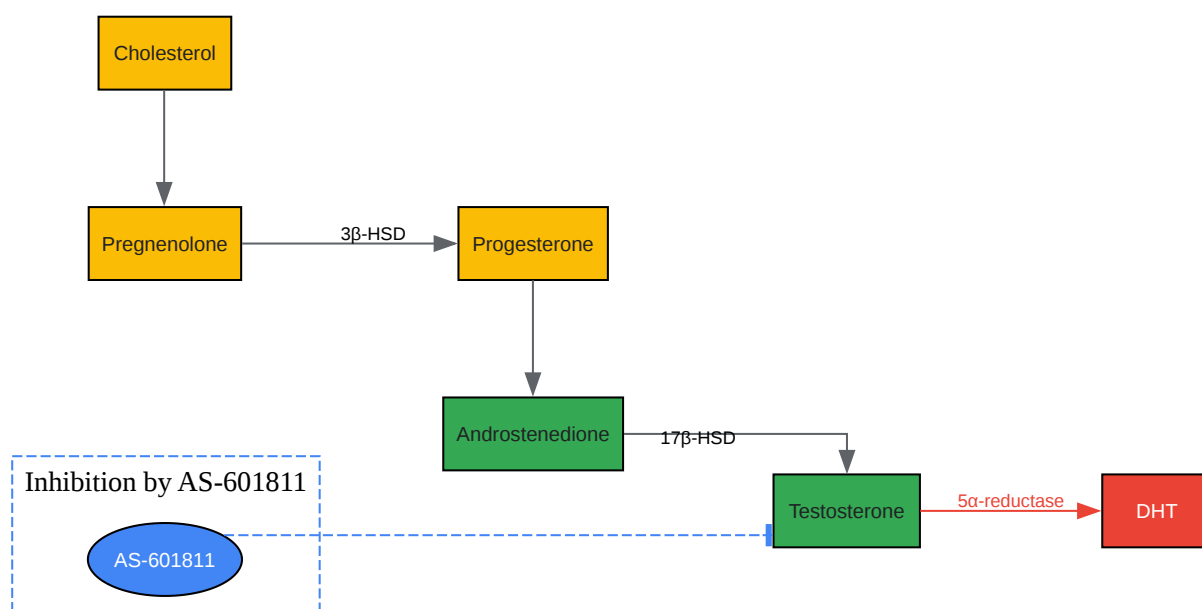 Cholesterol
Pregnenolone
3β-HSD
Progesterone
Androstenedione
17β-HSD
Inhibition by AS-601811
Testosterone
5α-reductase
DHT
AS-601811